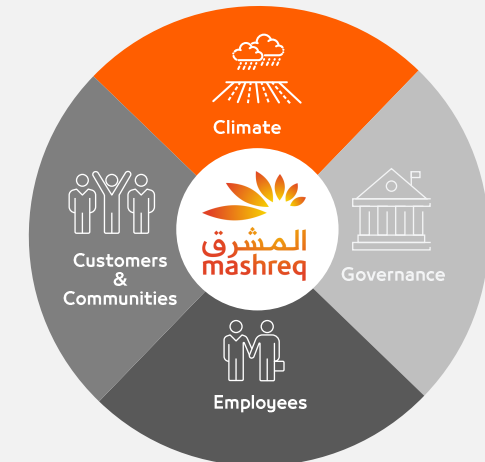 Climate
Customers
&
Communities
المشرق
mashreq
Governance
Employees